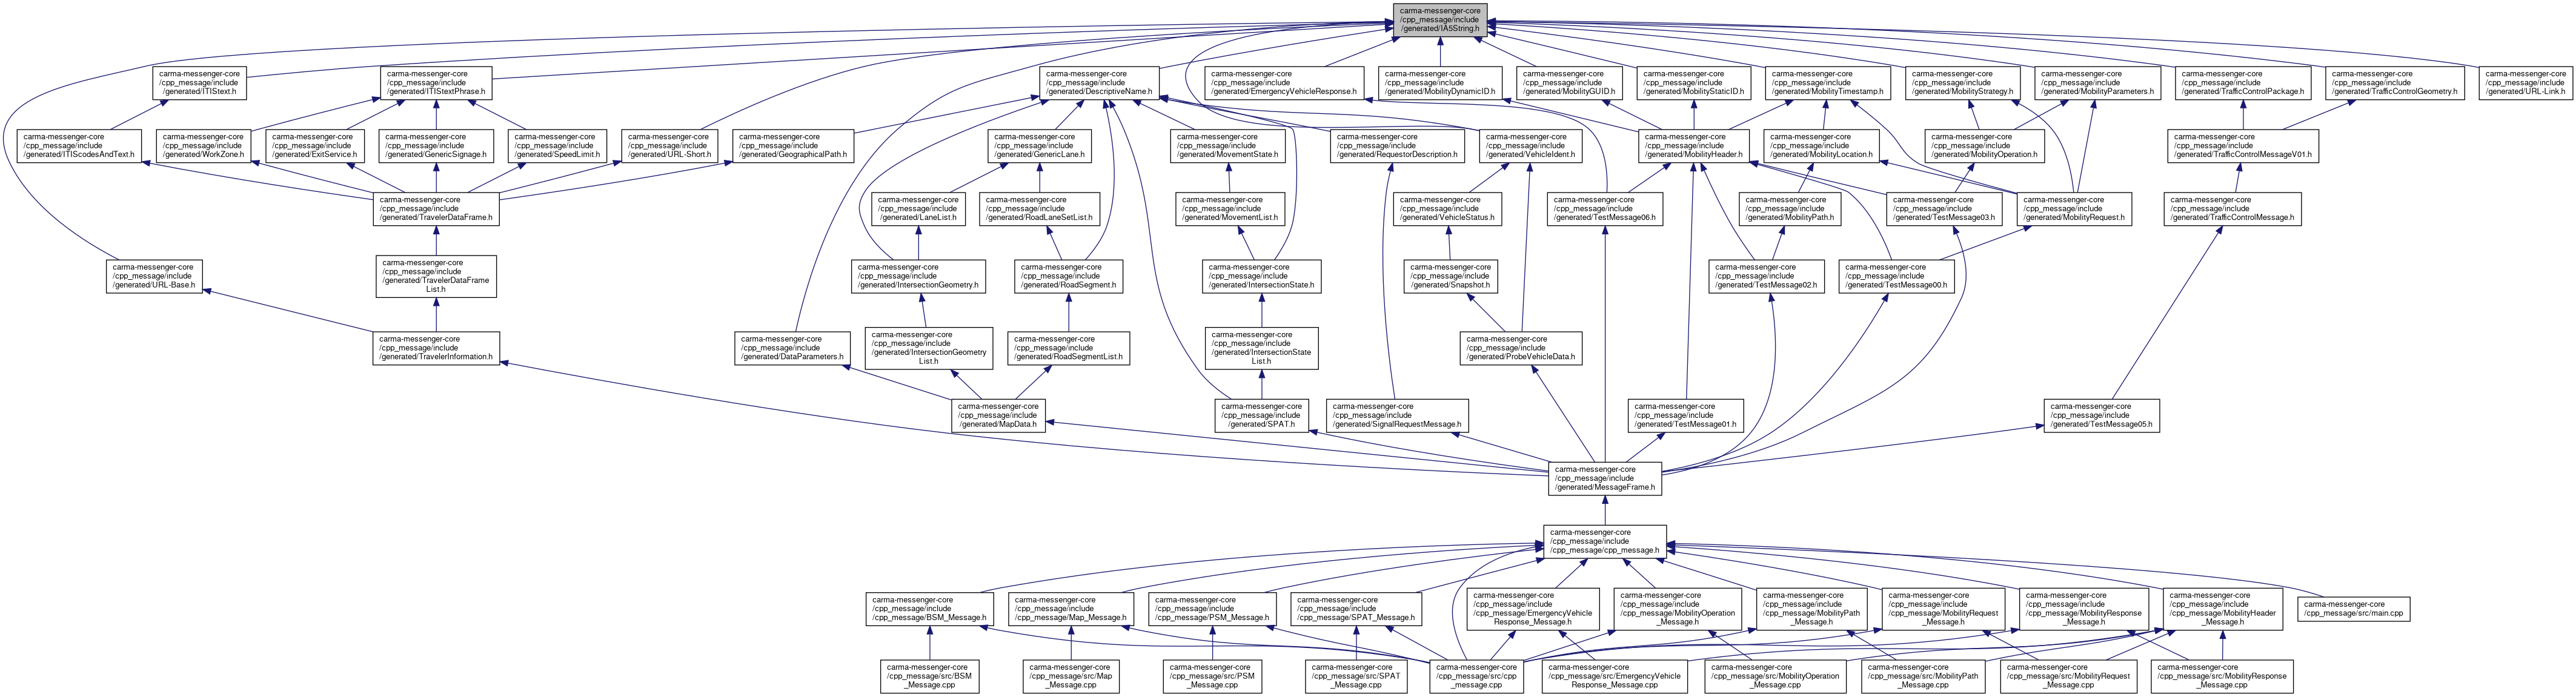 carma-messenger-core
/cpp_message/include
/generated/IA5String.h
carma-messenger-core
/cpp_message/include
/generated/ITIStext.h
carma-messenger-core
/cpp_message/include
/generated/ITIStextPhrase.h
carma-messenger-core
/cpp_message/include
/generated/DescriptiveName.h
carma-messenger-core
/cpp_message/include
/generated/EmergencyVehicleResponse.h
carma-messenger-core
/cpp_message/include
/generated/MobilityDynamicID.h
carma-messenger-core
/cpp_message/include
/generated/MobilityGUID.h
carma-messenger-core
/cpp_message/include
/generated/MobilityStaticID.h
carma-messenger-core
/cpp_message/include
/generated/MobilityTimestamp.h
carma-messenger-core
/cpp_message/include
/generated/MobilityStrategy.h
carma-messenger-core
/cpp_message/include
/generated/MobilityParameters.h
carma-messenger-core
/cpp_message/include
/generated/TrafficControlPackage.h
carma-messenger-core
/cpp_message/include
/generated/TrafficControlGeometry.h
carma-messenger-core
/cpp_message/include
/generated/URL-Link.h
carma-messenger-core
/cpp_message/include
/generated/ITIScodesAndText.h
carma-messenger-core
/cpp_message/include
/generated/WorkZone.h
carma-messenger-core
/cpp_message/include
/generated/ExitService.h
carma-messenger-core
/cpp_message/include
/generated/GenericSignage.h
carma-messenger-core
/cpp_message/include
/generated/SpeedLimit.h
carma-messenger-core
/cpp_message/include
/generated/URL-Short.h
carma-messenger-core
/cpp_message/include
/generated/GeographicalPath.h
carma-messenger-core
/cpp_message/include
/generated/GenericLane.h
carma-messenger-core
/cpp_message/include
/generated/MovementState.h
carma-messenger-core
/cpp_message/include
/generated/RequestorDescription.h
carma-messenger-core
/cpp_message/include
/generated/VehicleIdent.h
carma-messenger-core
/cpp_message/include
/generated/MobilityHeader.h
carma-messenger-core
/cpp_message/include
/generated/MobilityLocation.h
carma-messenger-core
/cpp_message/include
/generated/MobilityOperation.h
carma-messenger-core
/cpp_message/include
/generated/TrafficControlMessageV01.h
carma-messenger-core
/cpp_message/include
/generated/TravelerDataFrame.h
carma-messenger-core
/cpp_message/include
/generated/LaneList.h
carma-messenger-core
/cpp_message/include
/generated/RoadLaneSetList.h
carma-messenger-core
/cpp_message/include
/generated/MovementList.h
carma-messenger-core
/cpp_message/include
/generated/VehicleStatus.h
carma-messenger-core
/cpp_message/include
/generated/TestMessage06.h
carma-messenger-core
/cpp_message/include
/generated/MobilityPath.h
carma-messenger-core
/cpp_message/include
/generated/TestMessage03.h
carma-messenger-core
/cpp_message/include
/generated/MobilityRequest.h
carma-messenger-core
/cpp_message/include
/generated/TrafficControlMessage.h
carma-messenger-core
/cpp_message/include
/generated/URL-Base.h
carma-messenger-core
/cpp_message/include
/generated/TravelerDataFrame
List.h
carma-messenger-core
/cpp_message/include
/generated/IntersectionGeometry.h
carma-messenger-core
/cpp_message/include
/generated/RoadSegment.h
carma-messenger-core
/cpp_message/include
/generated/IntersectionState.h
carma-messenger-core
/cpp_message/include
/generated/Snapshot.h
carma-messenger-core
/cpp_message/include
/generated/TestMessage02.h
carma-messenger-core
/cpp_message/include
/generated/TestMessage00.h
carma-messenger-core
/cpp_message/include
/generated/TravelerInformation.h
carma-messenger-core
/cpp_message/include
/generated/DataParameters.h
carma-messenger-core
/cpp_message/include
/generated/IntersectionGeometry
List.h
carma-messenger-core
/cpp_message/include
/generated/RoadSegmentList.h
carma-messenger-core
/cpp_message/include
/generated/IntersectionState
List.h
carma-messenger-core
/cpp_message/include
/generated/ProbeVehicleData.h
carma-messenger-core
/cpp_message/include
/generated/MapData.h
carma-messenger-core
/cpp_message/include
/generated/SPAT.h
carma-messenger-core
/cpp_message/include
/generated/SignalRequestMessage.h
carma-messenger-core
/cpp_message/include
/generated/TestMessage01.h
carma-messenger-core
/cpp_message/include
/generated/TestMessage05.h
carma-messenger-core
/cpp_message/include
/generated/MessageFrame.h
carma-messenger-core
/cpp_message/include
/cpp_message/cpp_message.h
carma-messenger-core
/cpp_message/include
/BSM_Message.h
carma-messenger-core
/cpp_message/include
/Map_Message.h
carma-messenger-core
/cpp_message/include
/PSM_Message.h
carma-messenger-core
/cpp_message/include
/SPAT_Message.h
carma-messenger-core
/cpp_message/include
/cpp_message/EmergencyVehicle
Response_Message.h
carma-messenger-core
/cpp_message/include
/cpp_message/MobilityOperation
_Message.h
carma-messenger-core
/cpp_message/include
/cpp_message/MobilityPath
_Message.h
carma-messenger-core
/cpp_message/include
/cpp_message/MobilityRequest
_Message.h
carma-messenger-core
/cpp_message/include
/cpp_message/MobilityResponse
_Message.h
carma-messenger-core
/cpp_message/include
/cpp_message/MobilityHeader
_Message.h
carma-messenger-core
/cpp_message/src/main.cpp
carma-messenger-core
/cpp_message/src/BSM
_Message.cpp
carma-messenger-core
/cpp_message/src/Map
_Message.cpp
carma-messenger-core
/cpp_message/src/PSM
_Message.cpp
carma-messenger-core
/cpp_message/src/SPAT
_Message.cpp
carma-messenger-core
/cpp_message/src/cpp
_message.cpp
carma-messenger-core
/cpp_message/src/EmergencyVehicle
Response_Message.cpp
carma-messenger-core
/cpp_message/src/MobilityOperation
_Message.cpp
carma-messenger-core
/cpp_message/src/MobilityPath
_Message.cpp
carma-messenger-core
/cpp_message/src/MobilityRequest
_Message.cpp
carma-messenger-core
/cpp_message/src/MobilityResponse
_Message.cpp